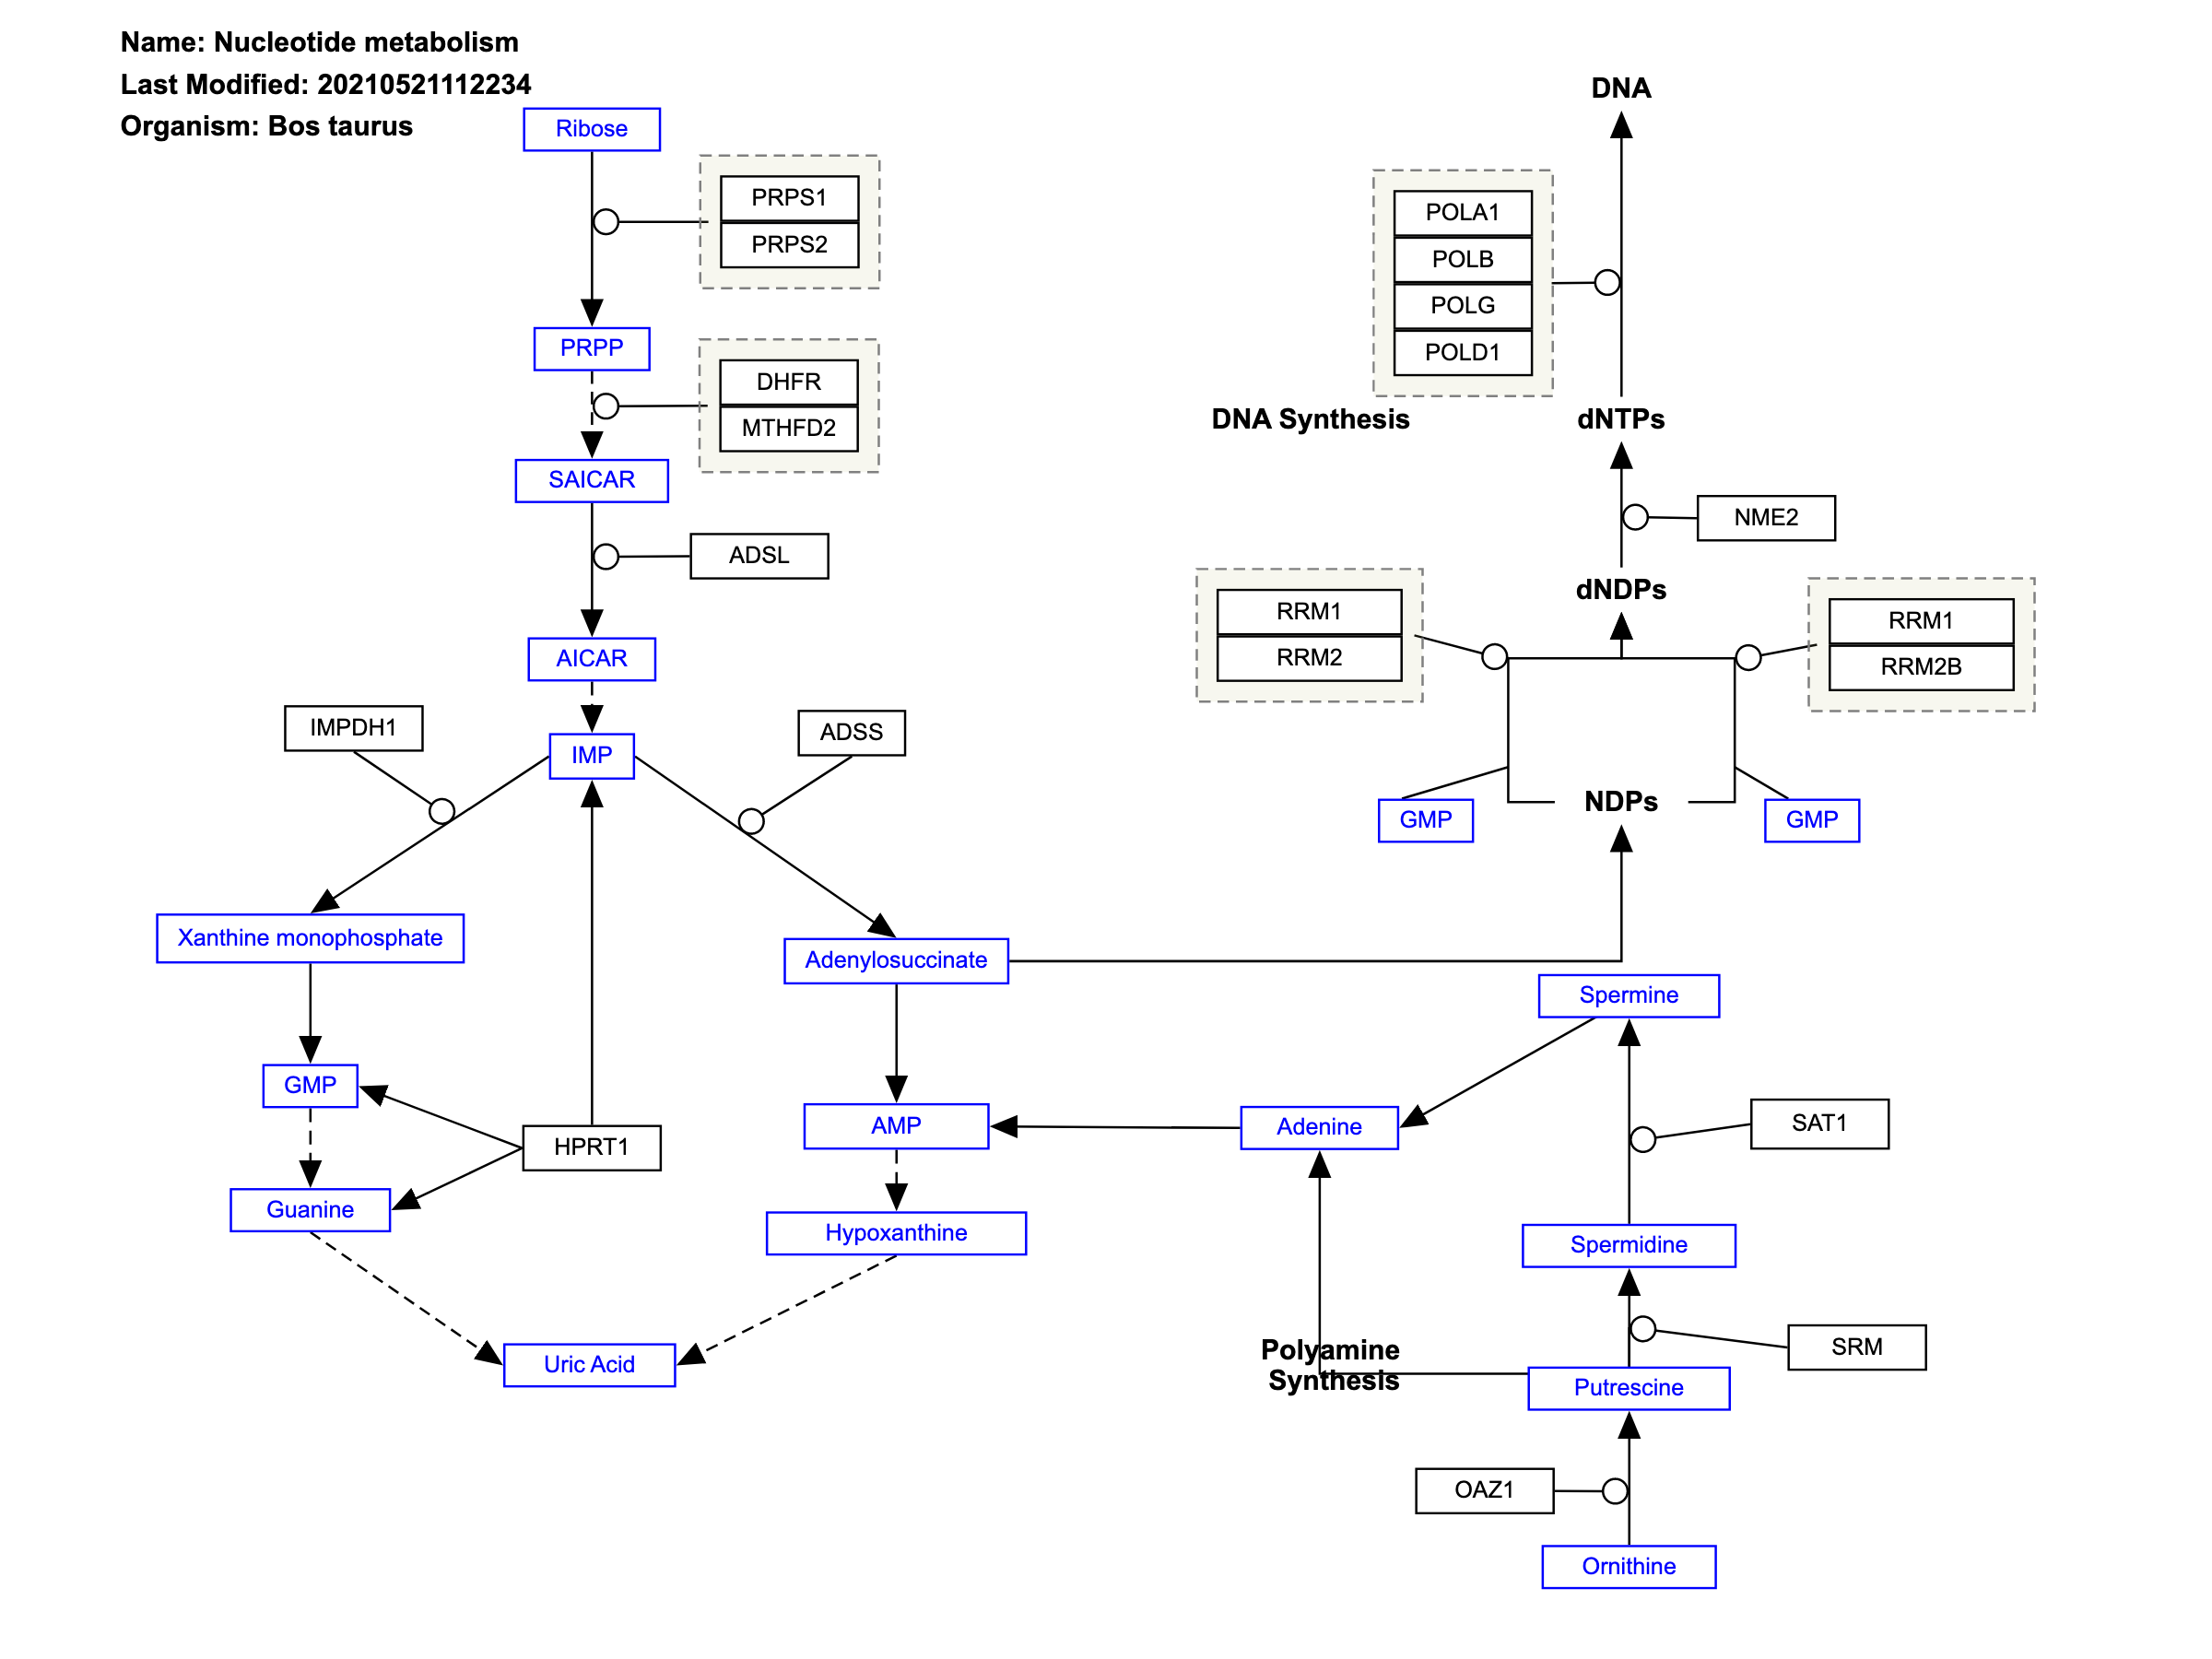 Name: Nucleotide metabolism
Last Modified: 20210521112234
Organism: Bos taurus
Ribose
PRPS1
PRPS2
PRPP
DHFR
MTHFD2
SAICAR
ADSL
AICAR
IMPDH1
ADSS
IMP
Xanthine monophosphate
Adenylosuccinate
GMP
HPRT1
AMP
Guanine
Hypoxanthine
Uric Acid
DNA
POLA1
POLB
POLG
POLD1
DNA Synthesis
dNTPs
NME2
dNDPs
RRM1
RRM2
RRM1
RRM2B
NDPs
GMP
GMP
Spermine
Adenine
SAT1
Spermidine
SRM
Polyamine
Synthesis
Putrescine
OAZ1
Ornithine